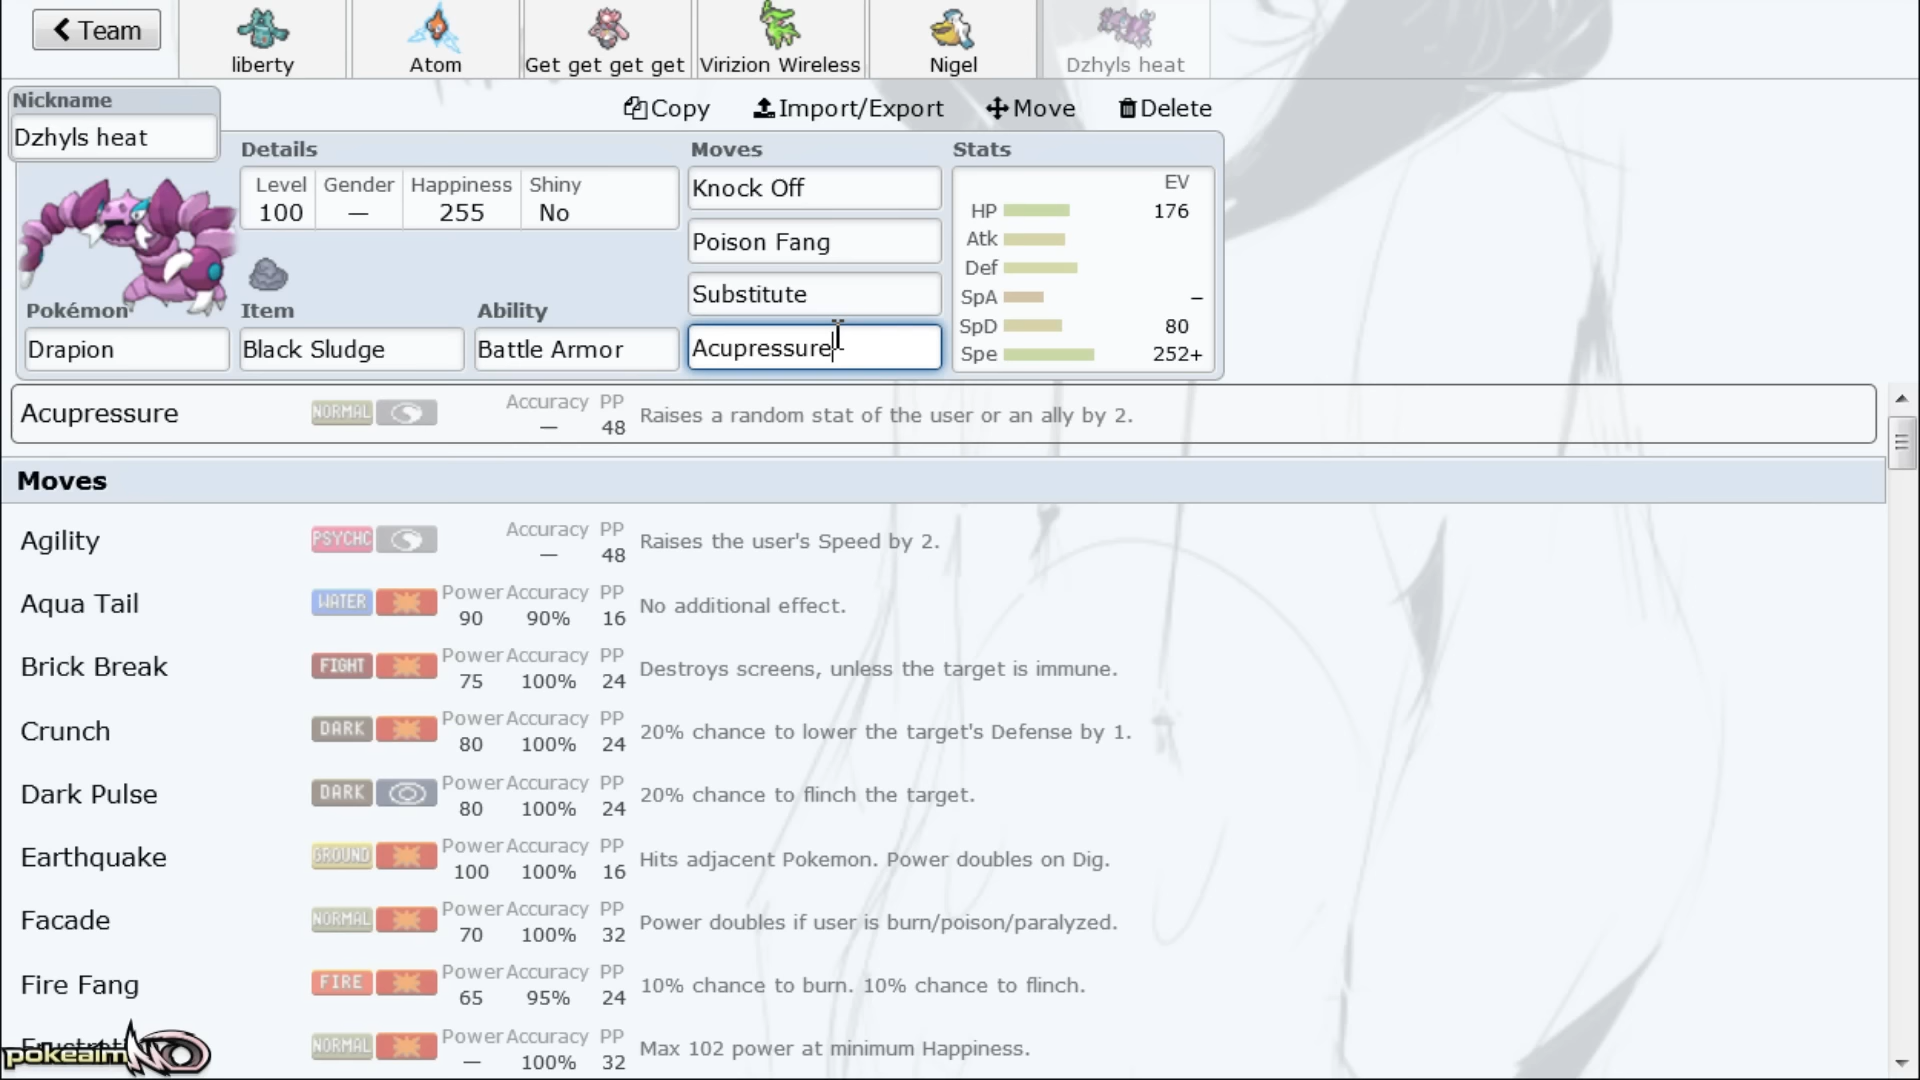 Team
liberty
Atom
Get get get get
Virizion Wireless
Nigel
Dzhyls heat
Nickname
Dzhyls heat
Copy
Import/Export
Move
Delete
Details
Moves
Stats
Level
Gender
Happiness
Shiny
100
—
255
No
Knock Off
Poison Fang
Substitute
Acupressure
EV
HP 176
Atk
Def
SpA –
SpD 80
Spe 252+
Pokémon
Item
Ability
Drapion
Black Sludge
Battle Armor
Acupressure NORMAL Accuracy — PP 48 Raises a random stat of the user or an ally by 2.
Moves
Agility PSYCHC Accuracy — PP 48 Raises the user's Speed by 2.
Aqua Tail WATER Power 90 Accuracy 90% PP 16 No additional effect.
Brick Break FIGHT Power 75 Accuracy 100% PP 24 Destroys screens, unless the target is immune.
Crunch DARK Power 80 Accuracy 100% PP 24 20% chance to lower the target's Defense by 1.
Dark Pulse DARK Power 80 Accuracy 100% PP 24 20% chance to flinch the target.
Earthquake GROUND Power 100 Accuracy 100% PP 16 Hits adjacent Pokemon. Power doubles on Dig.
Facade NORMAL Power 70 Accuracy 100% PP 32 Power doubles if user is burn/poison/paralyzed.
Fire Fang FIRE Power 65 Accuracy 95% PP 24 10% chance to burn. 10% chance to flinch.
NORMAL Power — Accuracy 100% PP 32 Max 102 power at minimum Happiness.
pokeaim